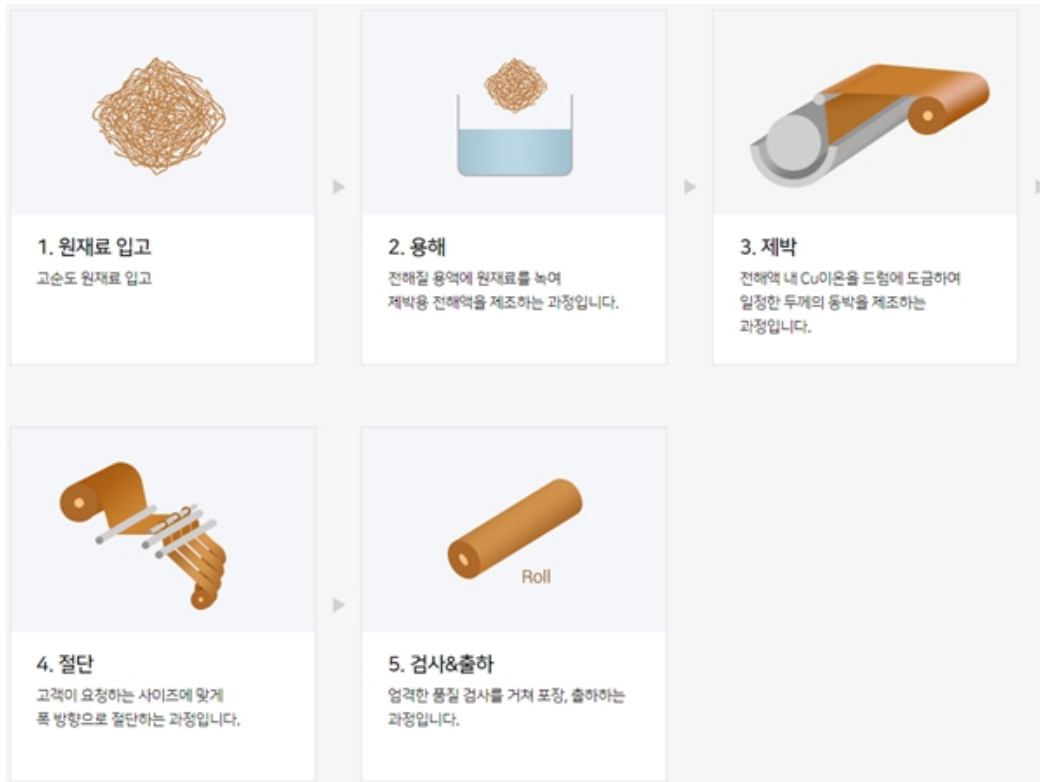 1. 원재료 입고
고순도 원재료 입고
2. 용해
전해질 용액에 원재료를 녹여
제박용 전해액을 제조하는 과정입니다.
3. 제박
전해액 내 Cu이온을 드럼에 도금하여
일정한 두께의 동박을 제조하는
과정입니다.
4. 절단
고객이 요청하는 사이즈에 맞게
폭 방향으로 절단하는 과정입니다.
Roll
5. 검사&출하
엄격한 품질 검사를 거쳐 포장, 출하하는
과정입니다.